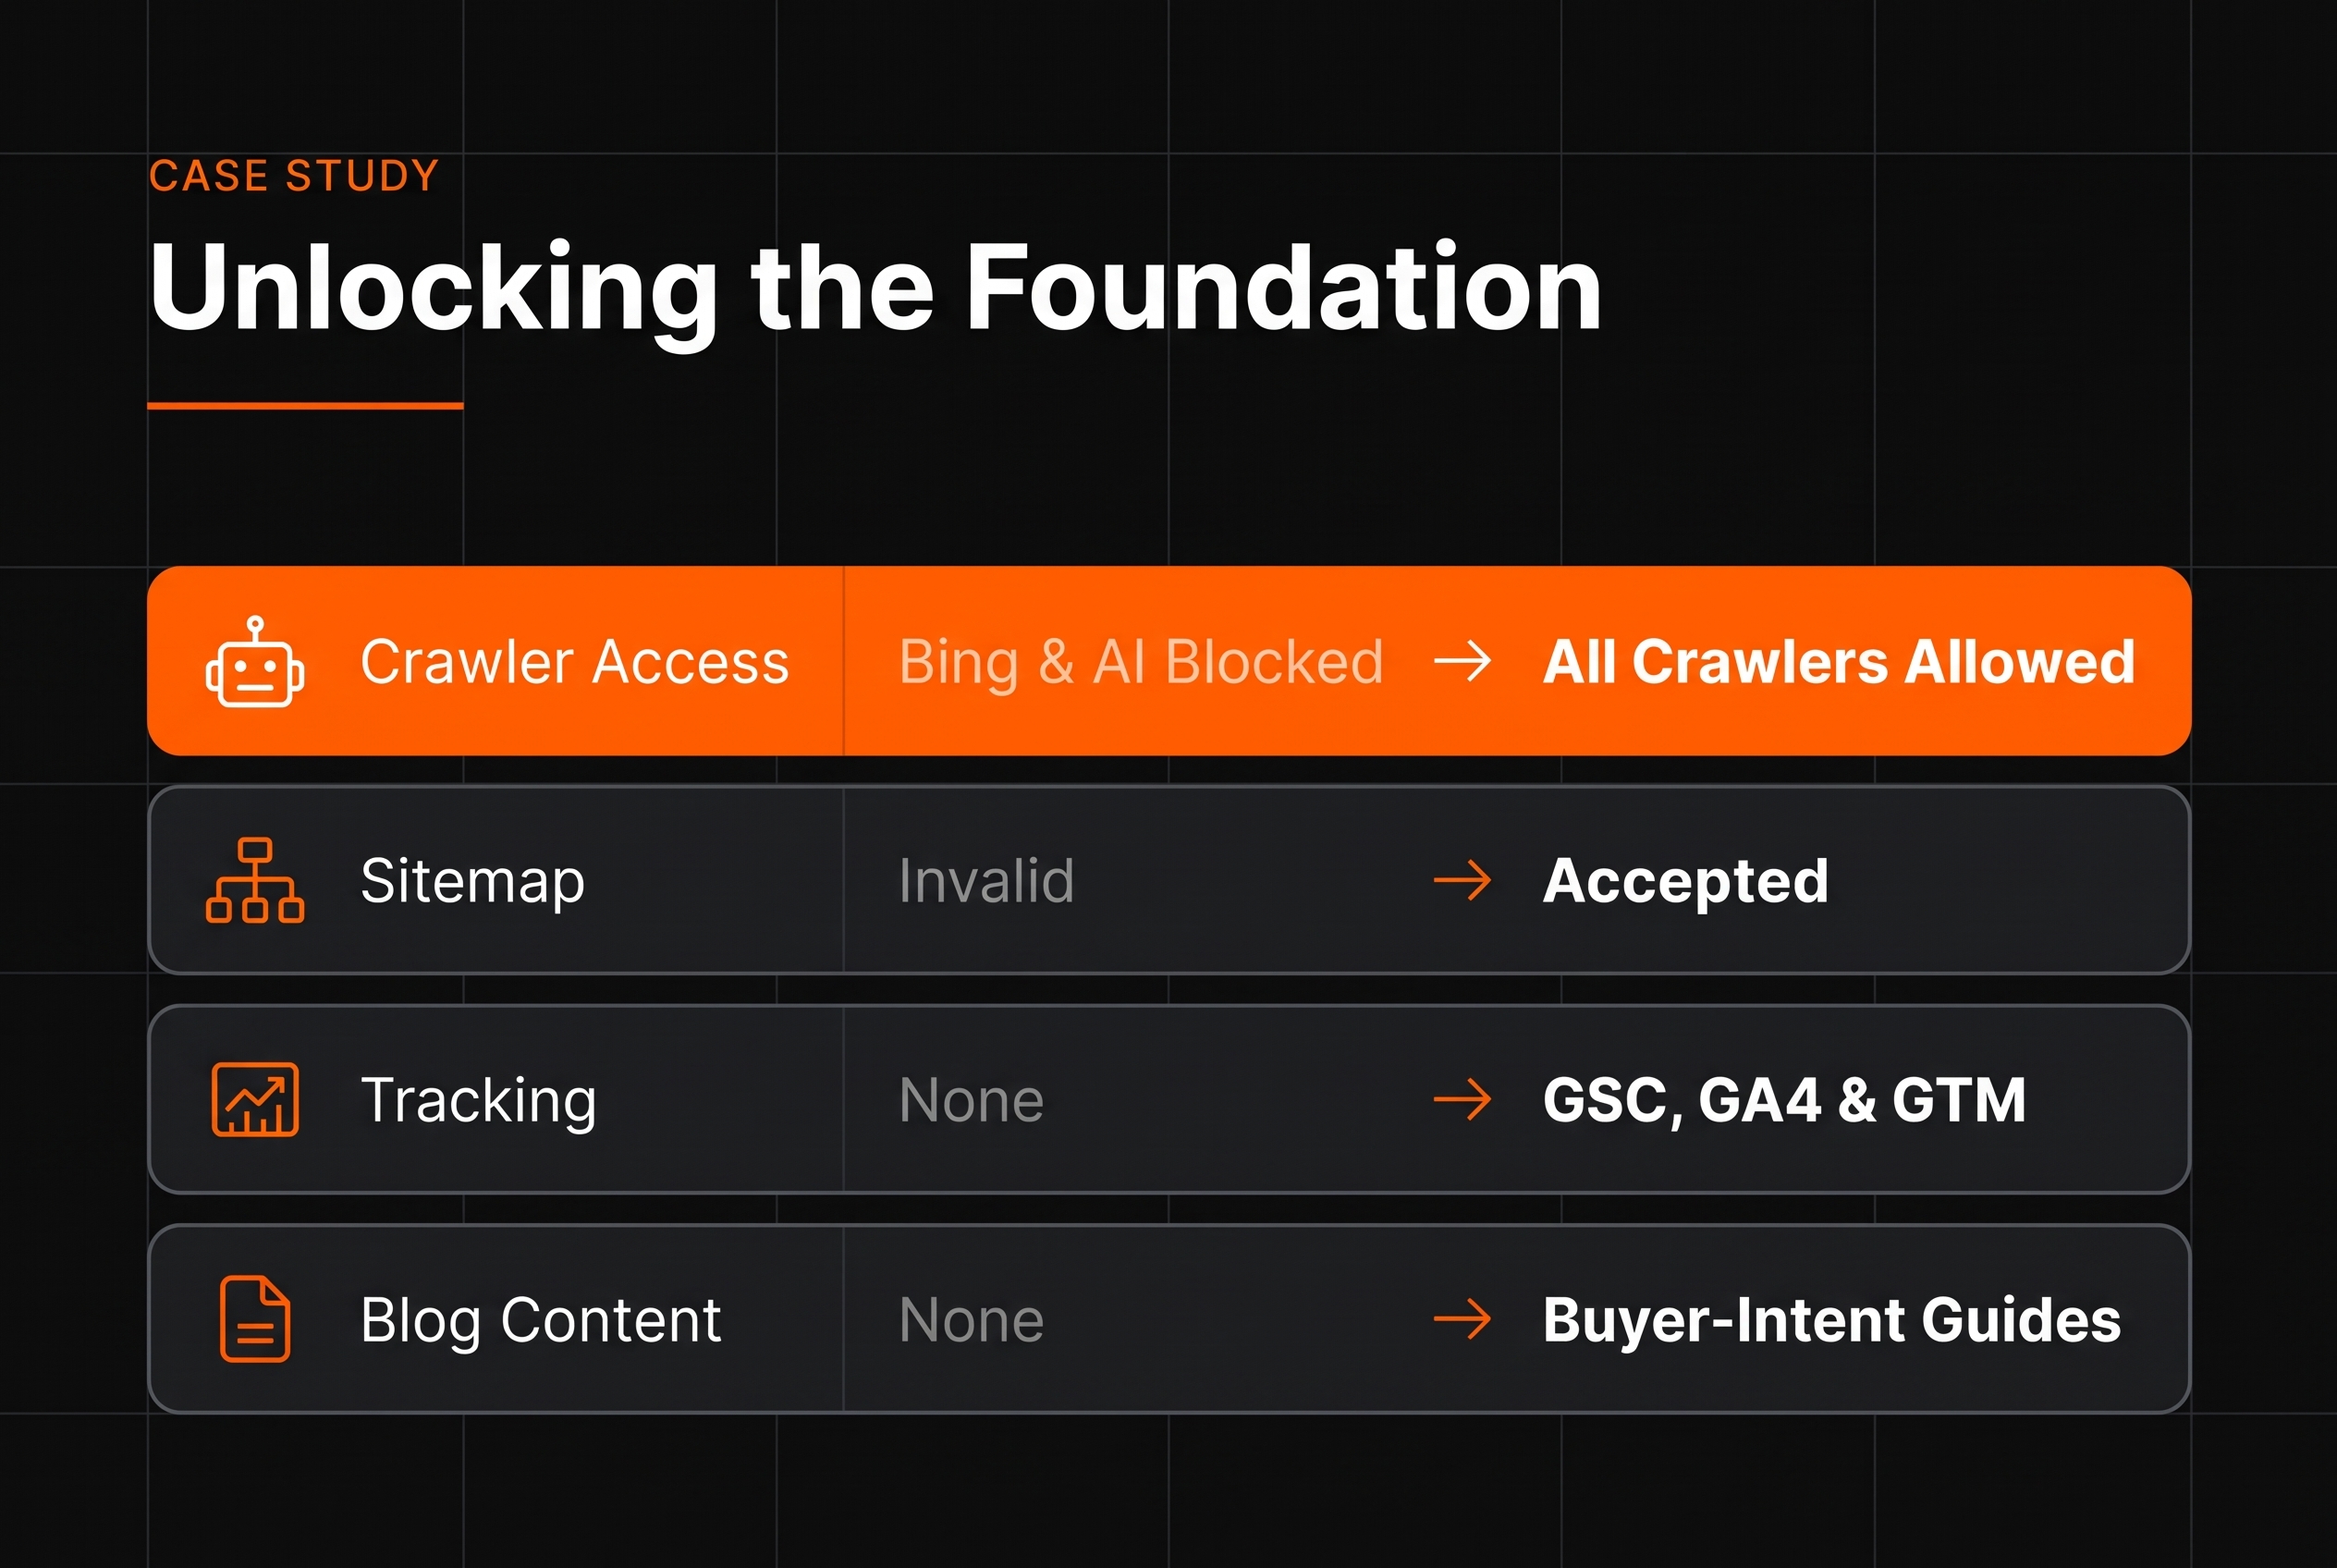 CASE STUDY
Unlocking the Foundation
Crawler Access Bing & AI Blocked → All Crawlers Allowed
Sitemap Invalid → Accepted
Tracking None → GSC, GA4 & GTM
Blog Content None → Buyer-Intent Guides